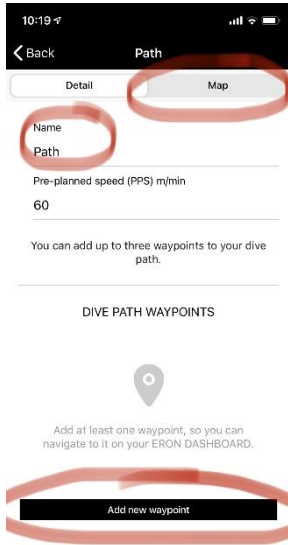 10:19
Back
Path
Detail
Map
Name
Path
Pre-planned speed (PPS) m/min
60
You can add up to three waypoints to your dive
path.
DIVE PATH WAYPOINTS
Add at least one waypoint, so you can
navigate to it on your ERON DASHBOARD.
Add new waypoint